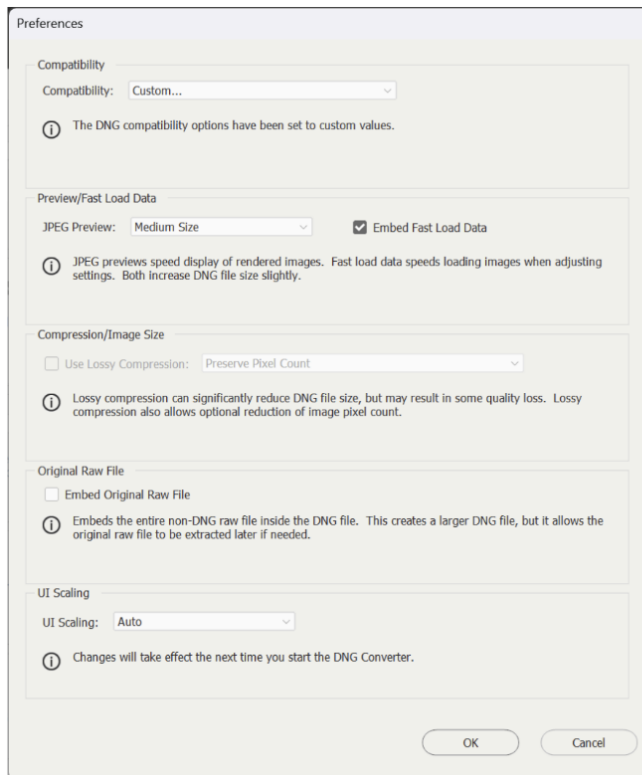 Preferences
Compatibility
Compatibility: Custom...
The DNG compatibility options have been set to custom values.
Preview/Fast Load Data
JPEG Preview: Medium Size Embed Fast Load Data
JPEG previews speed display of rendered images.  Fast load data speeds loading images when adjusting
settings.  Both increase DNG file size slightly.
Compression/Image Size
Use Lossy Compression: Preserve Pixel Count
Lossy compression can significantly reduce DNG file size, but may result in some quality loss.  Lossy
compression also allows optional reduction of image pixel count.
Original Raw File
Embed Original Raw File
Embeds the entire non-DNG raw file inside the DNG file.  This creates a larger DNG file, but it allows the
original raw file to be extracted later if needed.
UI Scaling
UI Scaling: Auto
Changes will take effect the next time you start the DNG Converter.
OK Cancel